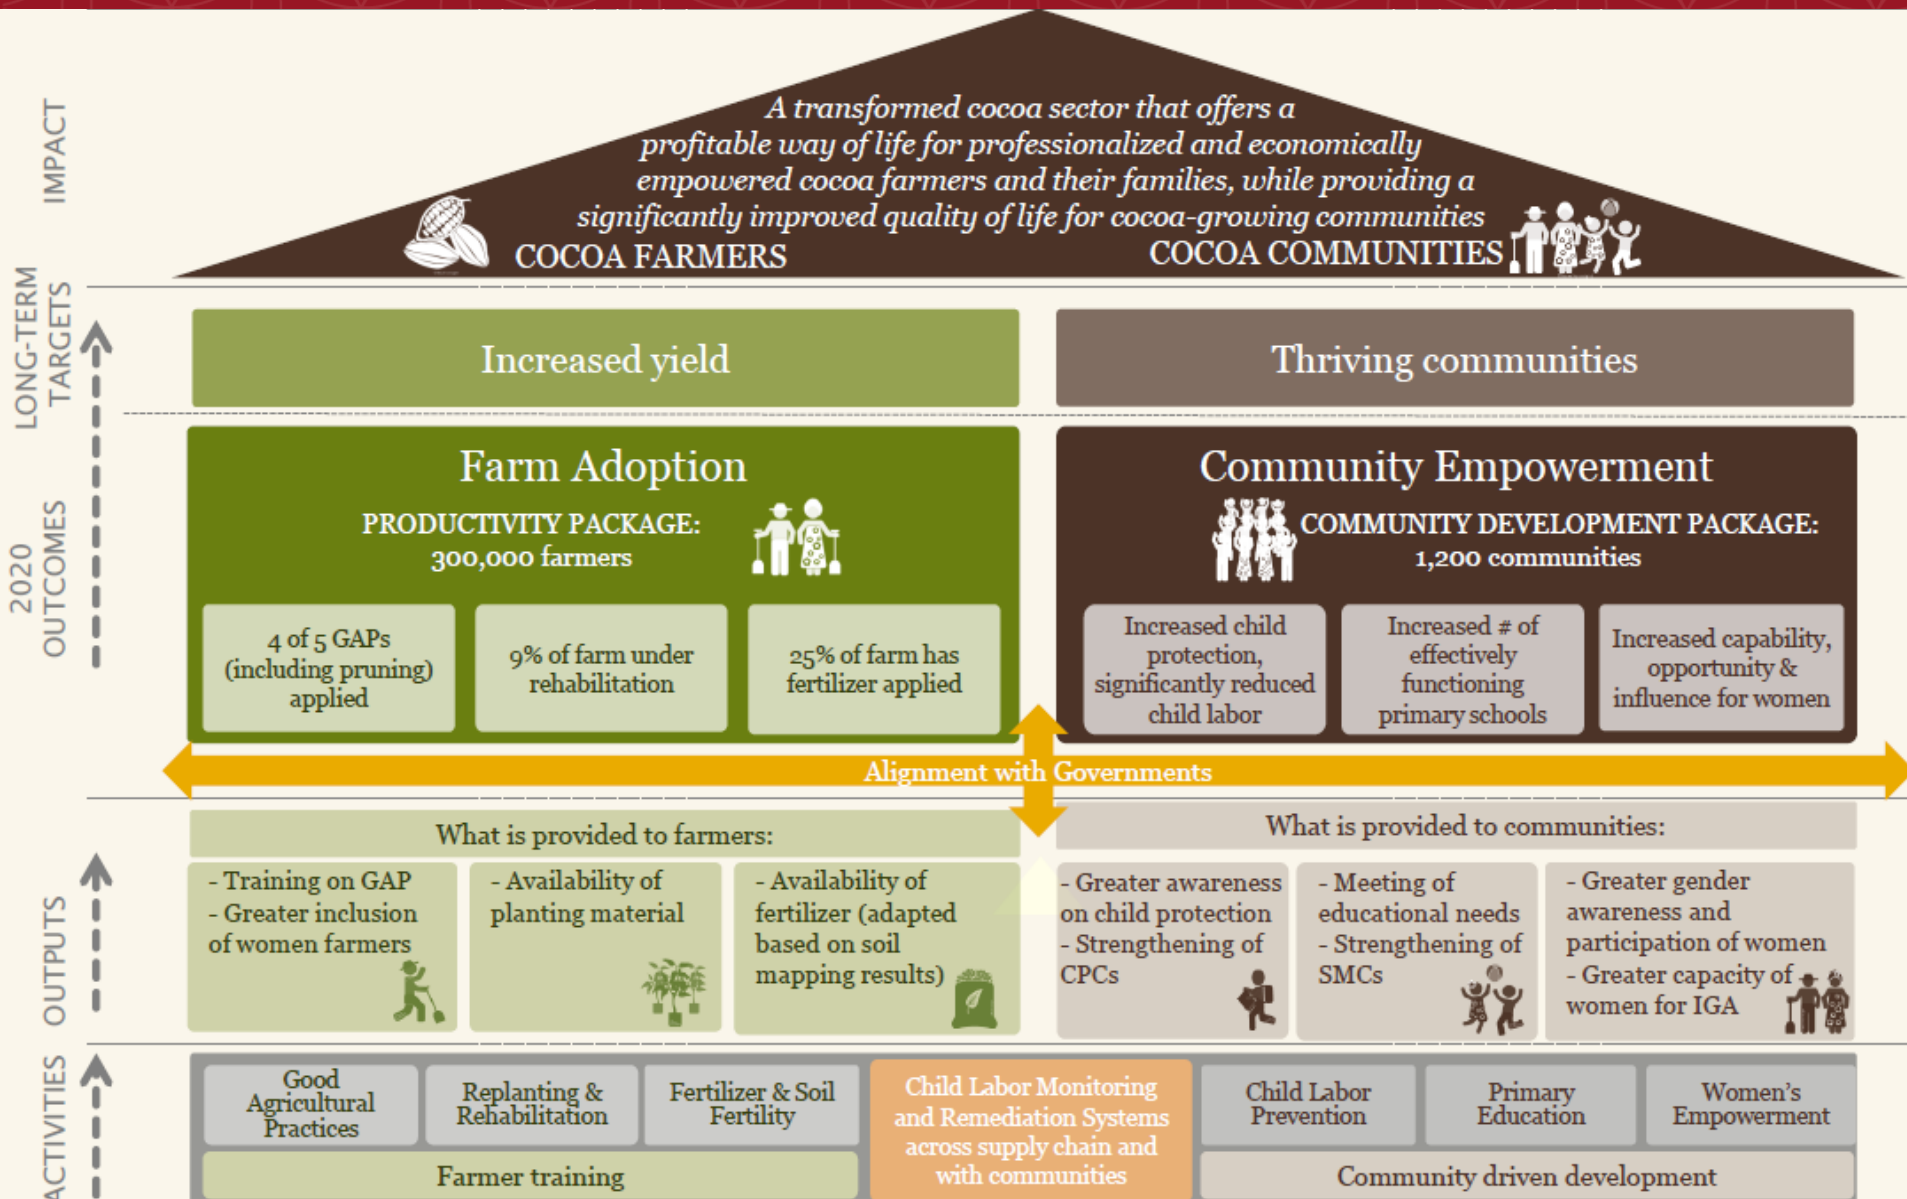 IMPACT
A transformed cocoa sector that offers a
profitable way of life for professionalized and economically
empowered cocoa farmers and their families, while providing a
significantly improved quality of life for cocoa-growing communities
COCOA FARMERS
COCOA COMMUNITIES
LONG-TERM
TARGETS
Increased yield
Thriving communities
2020
OUTCOMES
Farm Adoption
PRODUCTIVITY PACKAGE:
300,000 farmers
4 of 5 GAPs
(including pruning)
applied
9% of farm under
rehabilitation
25% of farm has
fertilizer applied
Community Empowerment
COMMUNITY DEVELOPMENT PACKAGE:
1,200 communities
Increased child
protection,
significantly reduced
child labor
Increased # of
effectively
functioning
primary schools
Increased capability,
opportunity &
influence for women
Alignment with Governments
OUTPUTS
What is provided to farmers:
- Training on GAP
- Greater inclusion
of women farmers
- Availability of
planting material
- Availability of
fertilizer (adapted
based on soil
mapping results)
What is provided to communities:
- Greater awareness
on child protection
- Strengthening of
CPCs
- Meeting of
educational needs
- Strengthening of
SMCs
- Greater gender
awareness and
participation of women
- Greater capacity of
women for IGA
ACTIVITIES
Good
Agricultural
Practices
Replanting &
Rehabilitation
Fertilizer & Soil
Fertility
Farmer training
Child Labor Monitoring
and Remediation Systems
across supply chain and
with communities
Child Labor
Prevention
Primary
Education
Women's
Empowerment
Community driven development